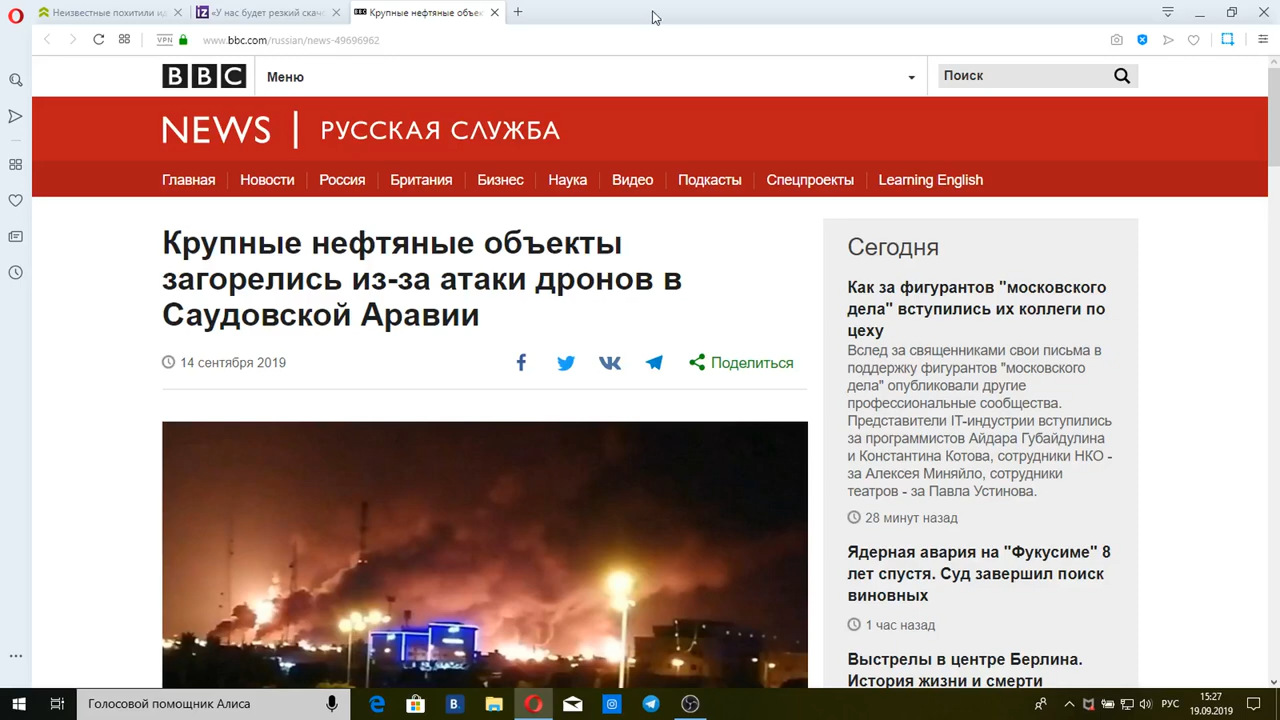 Неизвестные похитили ид
«У нас будет резкий скачо
Крупные нефтяные объе
VPN
www.bbc.com/russian/news-49696962
BBC
Меню
Поиск
NEWS | РУССКАЯ СЛУЖБА
Главная
Новости
Россия
Британия
Бизнес
Наука
Видео
Подкасты
Спецпроекты
Learning English
Крупные нефтяные объекты
загорелись из-за атаки дронов в
Саудовской Аравии
14 сентября 2019
Поделиться
Сегодня
Как за фигурантов "московского
дела" вступились их коллеги по
цеху
Вслед за священниками свои письма в
поддержку фигурантов "московского
дела" опубликовали другие
профессиональные сообщества.
Представители IT-индустрии вступились
за программистов Айдара Губайдулина
и Константина Котова, сотрудники НКО -
за Алексея Миняйло, сотрудники
театров - за Павла Устинова.
28 минут назад
Ядерная авария на "Фукусиме" 8
лет спустя. Суд завершил поиск
виновных
1 час назад
Выстрелы в центре Берлина.
История жизни и смерти
Голосовой помощник Алиса
РУС
15:27
19.09.2019